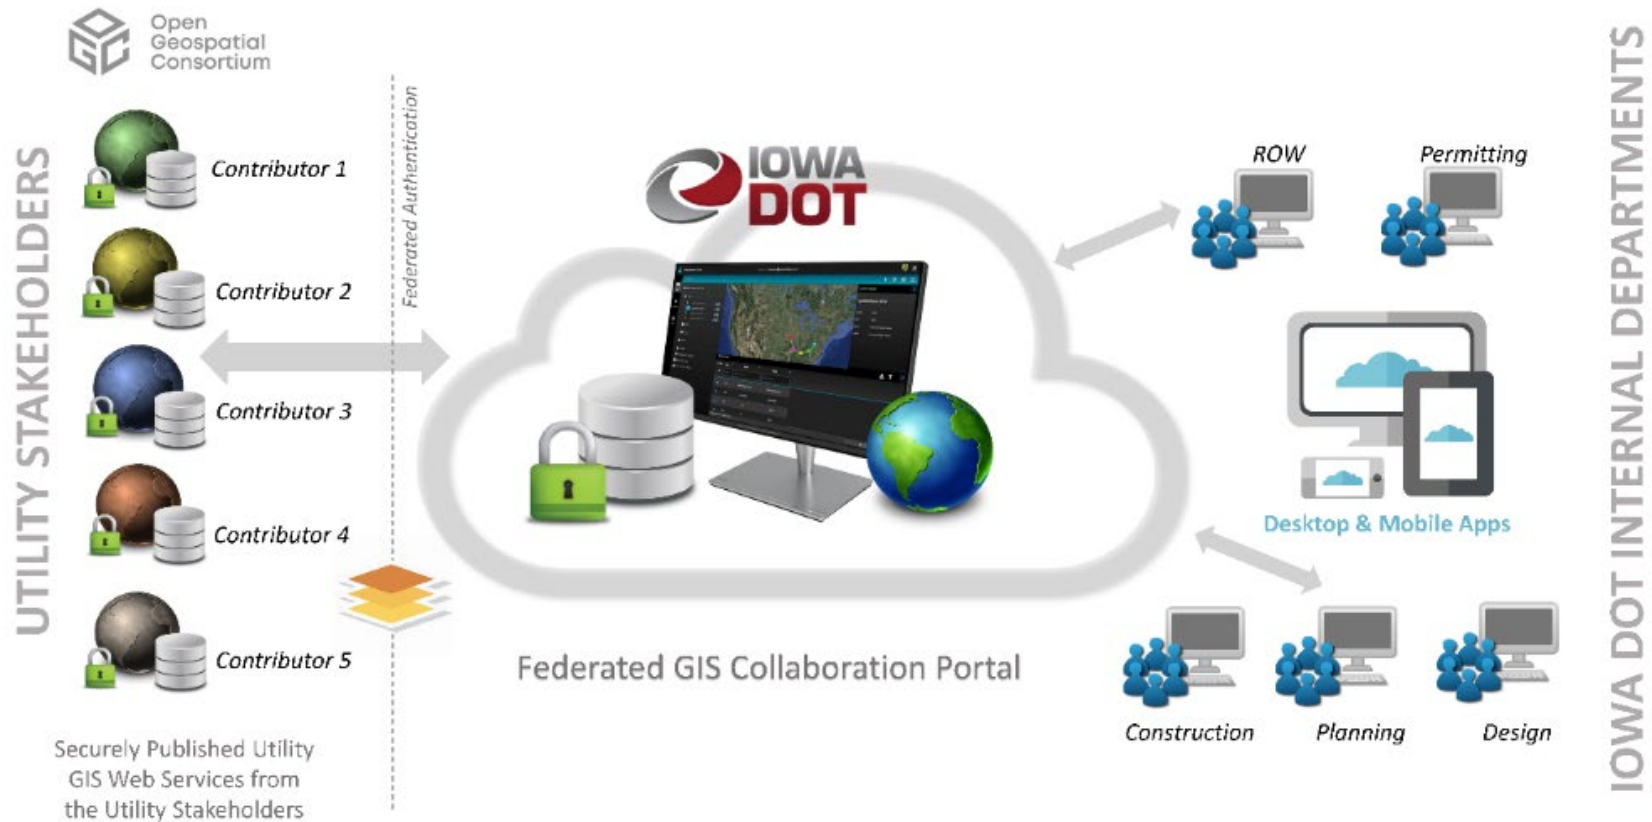 Open
Geospatial
Consortium
UTILITY STAKEHOLDERS
Contributor 1
Contributor 2
Contributor 3
Contributor 4
Contributor 5
Securely Published Utility
GIS Web Services from
the Utility Stakeholders
Federated Authentication
IOWA
DOT
Federated GIS Collaboration Portal
ROW
Permitting
Desktop & Mobile Apps
Construction
Planning
Design
IOWA DOT INTERNAL DEPARTMENTS